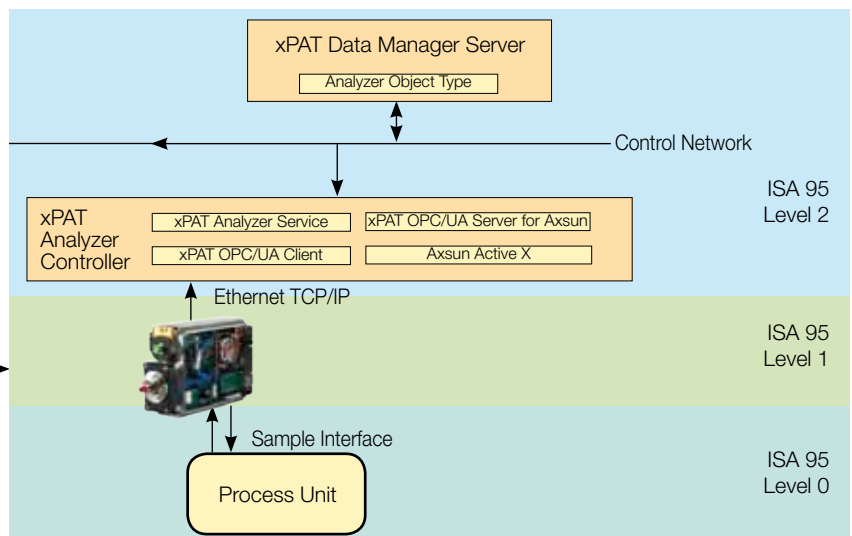 xPAT Data Manager Server
Analyzer Object Type
Control Network
ISA 95
Level 2
xPAT
Analyzer
Controller
xPAT Analyzer Service
xPAT OPC/UA Server for Axsun
xPAT OPC/UA Client
Axsun Active X
Ethernet TCP/IP
ISA 95
Level 1
Sample Interface
ISA 95
Level 0
Process Unit